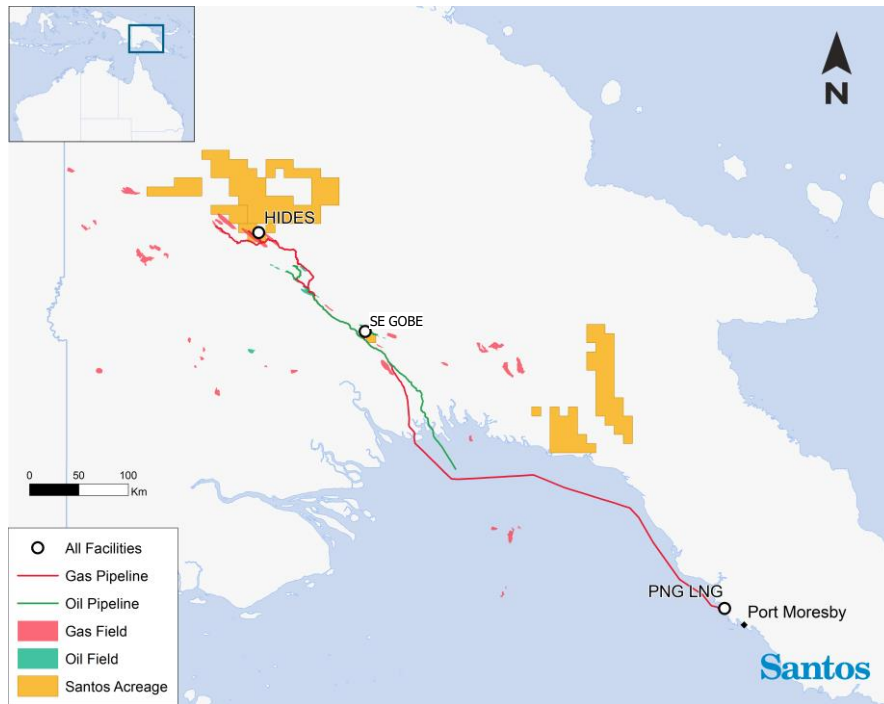 N
HIDES
SE GOBE
0 50 100
Km
All Facilities
Gas Pipeline
Oil Pipeline
Gas Field
Oil Field
Santos Acreage
PNG LNG
Port Moresby
Santos